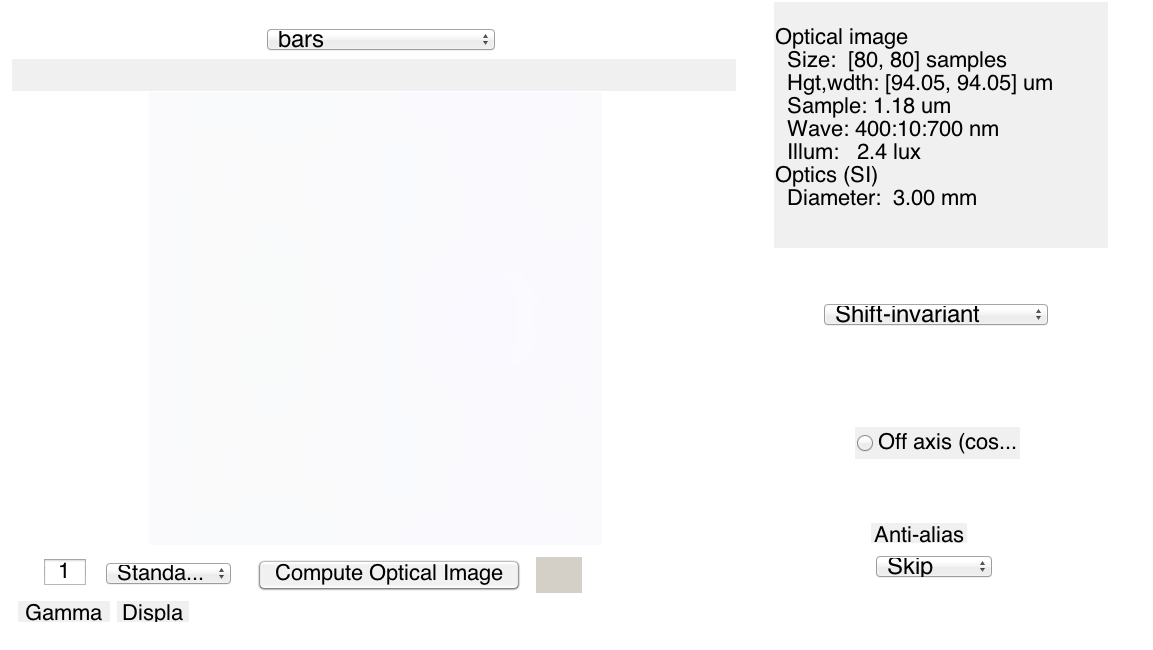 bars
Optical image
Size: [80, 80] samples
Hgt,wdth: [94.05, 94.05] um
Sample: 1.18 um
Wave: 400:10:700 nm
Illum: 2.4 lux
Optics (SI)
Diameter: 3.00 mm
Shift-invariant
Off axis (cos...
Anti-alias
Skip
1
Standa...
Compute Optical Image
Gamma
Displa